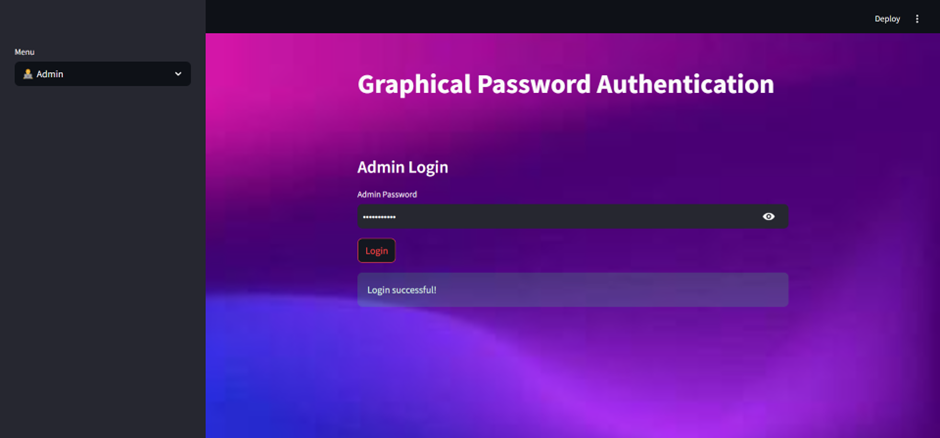 Deploy
Menu
Admin
Graphical Password Authentication
Admin Login
Admin Password
•••••••••••
Login
Login successful!